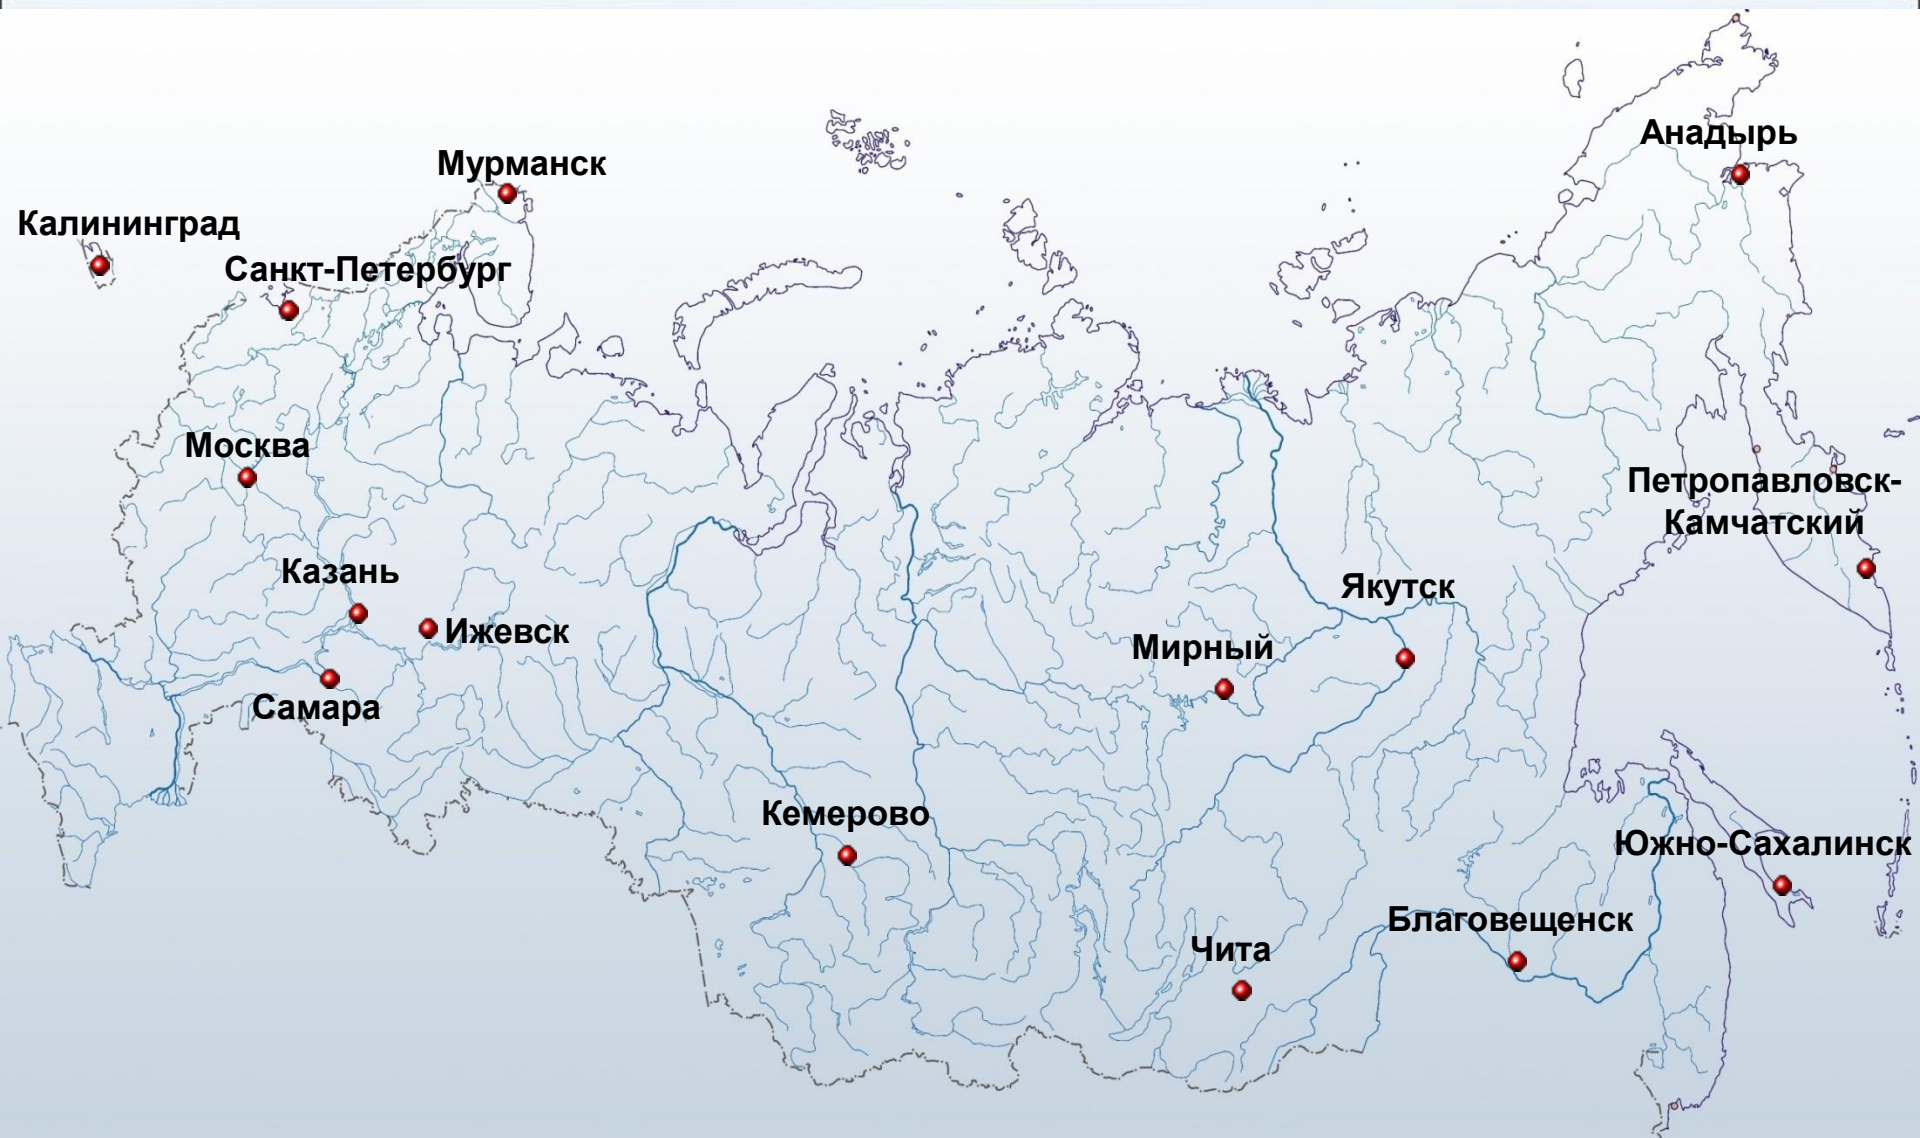 Анадырь
Мурманск
Калининград
Санкт-Петербург
Москва
Петропавловск-
Камчатский
Казань
Якутск
Ижевск
Мирный
Самара
Кемерово
Южно-Сахалинск
Благовещенск
Чита